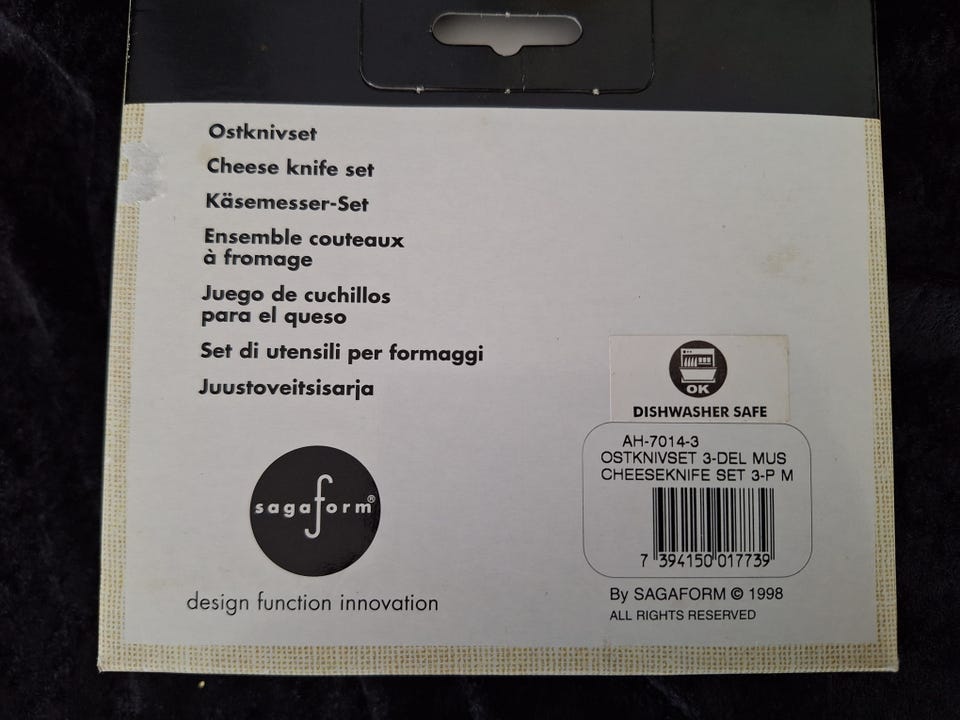 Ostknivset
Cheese knife set
Käsemesser-Set
Ensemble couteaux
à fromage
Juego de cuchillos
para el queso
Set di utensili per formaggi
Juustoveitsisarja
sagaform®
design function innovation
OK
DISHWASHER SAFE
AH-7014-3
OSTKNIVSET 3-DEL MUS
CHEESEKNIFE SET 3-P M
7 394150 017739
By SAGAFORM © 1998
ALL RIGHTS RESERVED